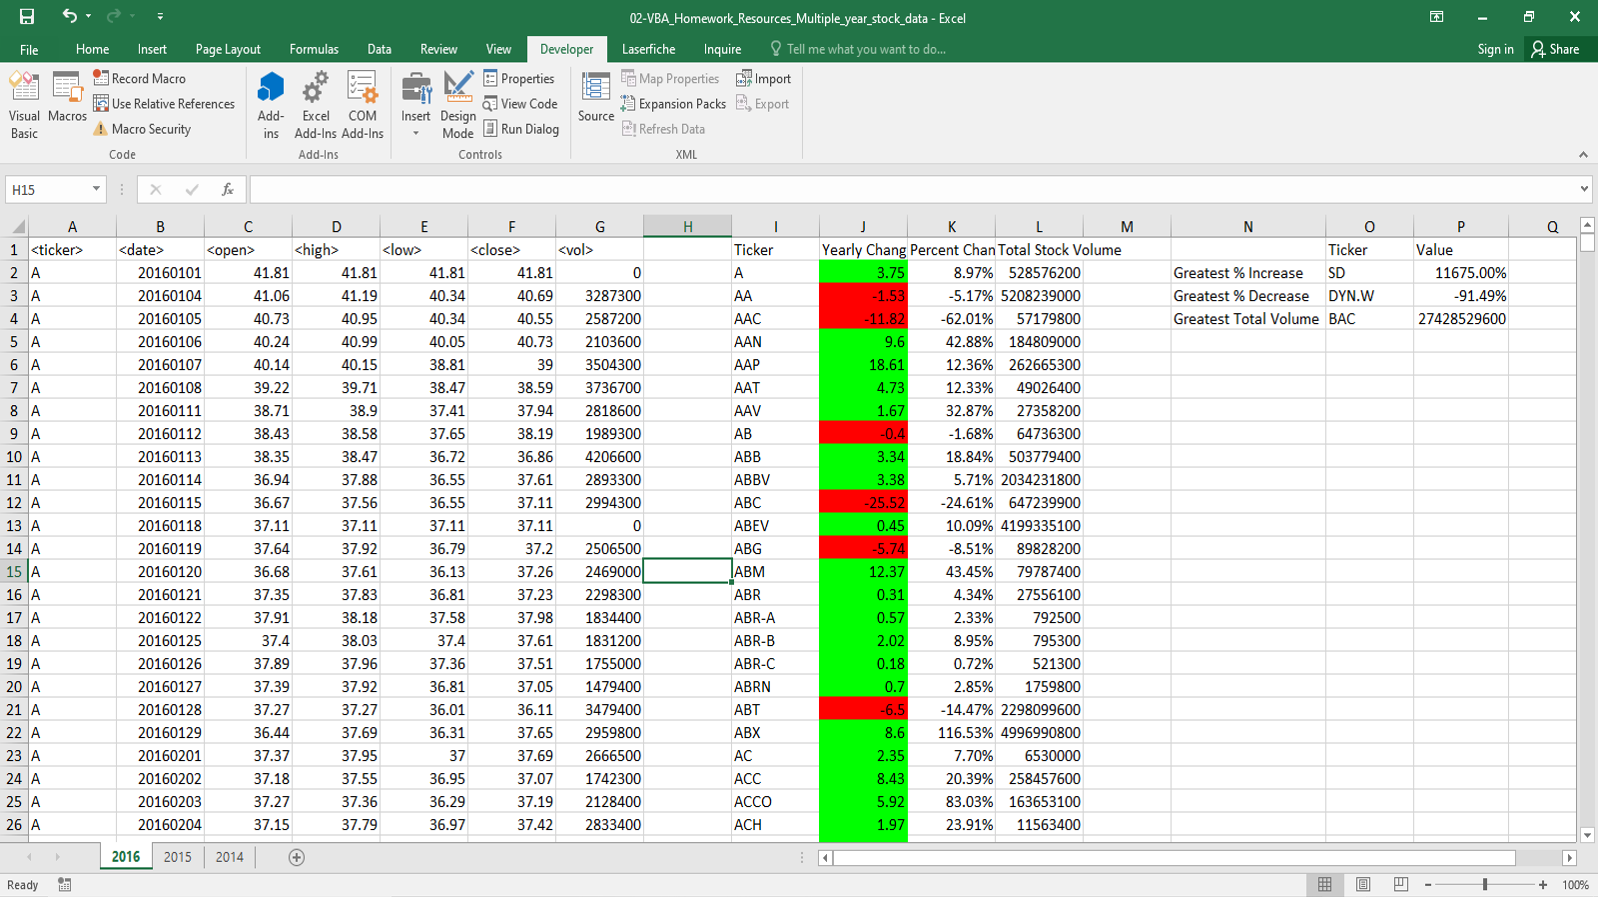 02-VBA_Homework_Resources_Multiple_year_stock_data - Excel
File Home Insert Page Layout Formulas Data Review View Developer Laserfiche Inquire Tell me what you want to do... Sign in Share
Visual Basic
Macros
Record Macro
Use Relative References
Macro Security
Code
Add-ins
Excel Add-Ins
COM Add-Ins
Add-Ins
Insert
Design Mode
Properties
View Code
Run Dialog
Controls
Source
Map Properties
Expansion Packs
Refresh Data
Import
Export
XML
H15 fx
A B C D E F G H I J K L M N O P Q
1 <ticker> <date> <open> <high> <low> <close> <vol> Ticker Yearly Chang Percent Chan Total Stock Volume Ticker Value
2 A 20160101 41.81 41.81 41.81 41.81 0 A 3.75 8.97% 528576200 Greatest % Increase SD 11675.00%
3 A 20160104 41.06 41.19 40.34 40.69 3287300 AA -1.53 -5.17% 5208239000 Greatest % Decrease DYN.W -91.49%
4 A 20160105 40.73 40.95 40.34 40.55 2587200 AAC -11.82 -62.01% 57179800 Greatest Total Volume BAC 27428529600
5 A 20160106 40.24 40.99 40.05 40.73 2103600 AAN 9.6 42.88% 184809000
6 A 20160107 40.14 40.15 38.81 39 3504300 AAP 18.61 12.36% 262665300
7 A 20160108 39.22 39.71 38.47 38.59 3736700 AAT 4.73 12.33% 49026400
8 A 20160111 38.71 38.9 37.41 37.94 2818600 AAV 1.67 32.87% 27358200
9 A 20160112 38.43 38.58 37.65 38.19 1989300 AB -0.4 -1.68% 64736300
10 A 20160113 38.35 38.47 36.72 36.86 4206600 ABB 3.34 18.84% 503779400
11 A 20160114 36.94 37.88 36.55 37.61 2893300 ABBV 3.38 5.71% 2034231800
12 A 20160115 36.67 37.56 36.55 37.11 2994300 ABC -25.52 -24.61% 647239900
13 A 20160118 37.11 37.11 37.11 37.11 0 ABEV 0.45 10.09% 4199335100
14 A 20160119 37.64 37.92 36.79 37.2 2506500 ABG -5.74 -8.51% 89828200
15 A 20160120 36.68 37.61 36.13 37.26 2469000 ABM 12.37 43.45% 79787400
16 A 20160121 37.35 37.83 36.81 37.23 2298300 ABR 0.31 4.34% 27556100
17 A 20160122 37.91 38.18 37.58 37.98 1834400 ABR-A 0.57 2.33% 792500
18 A 20160125 37.4 38.03 37.4 37.61 1831200 ABR-B 2.02 8.95% 795300
19 A 20160126 37.89 37.96 37.36 37.51 1755000 ABR-C 0.18 0.72% 521300
20 A 20160127 37.39 37.92 36.81 37.05 1479400 ABRN 0.7 2.85% 1759800
21 A 20160128 37.27 37.27 36.01 36.11 3479400 ABT -6.5 -14.47% 2298099600
22 A 20160129 36.44 37.69 36.31 37.65 2959800 ABX 8.6 116.53% 4996990800
23 A 20160201 37.37 37.95 37 37.69 2666500 AC 2.35 7.70% 6530000
24 A 20160202 37.18 37.55 36.95 37.07 1742300 ACC 8.43 20.39% 258457600
25 A 20160203 37.27 37.36 36.29 37.19 2128400 ACCO 5.92 83.03% 163653100
26 A 20160204 37.15 37.79 36.97 37.42 2833400 ACH 1.97 23.91% 11563400
2016 2015 2014
Ready 100%